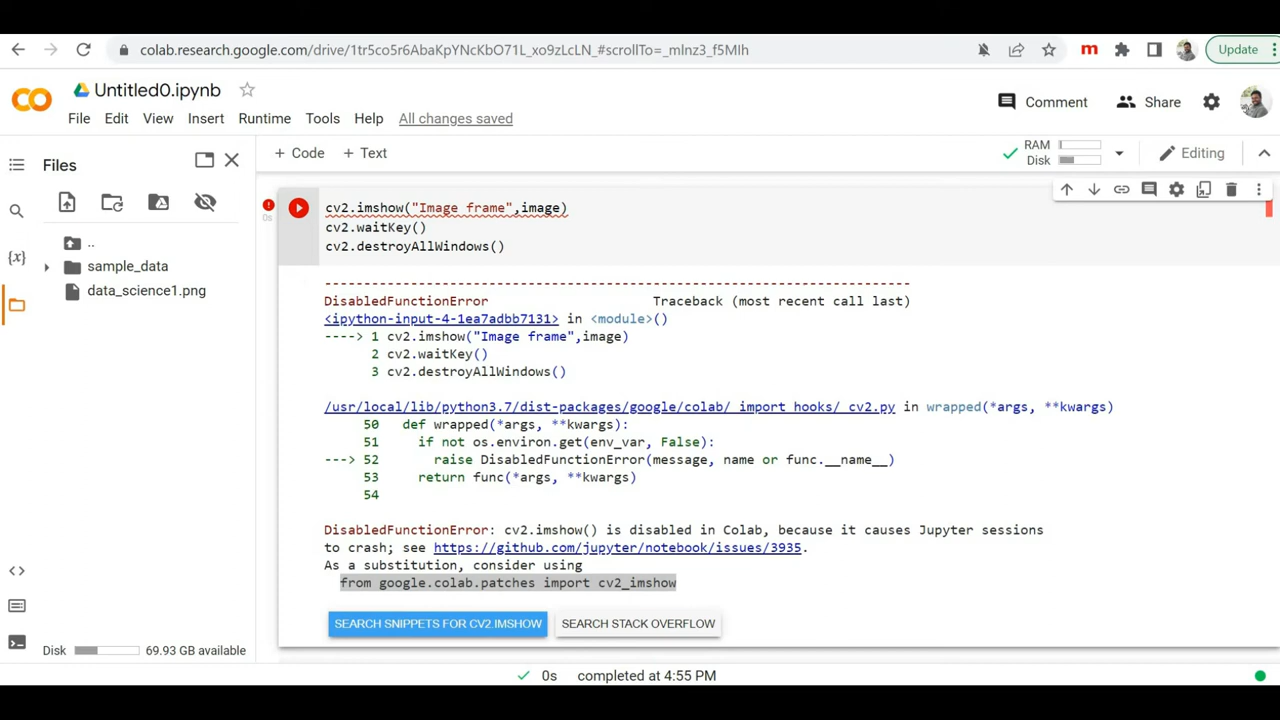 colab.research.google.com/drive/1tr5co5r6AbaKpYNcKbO71L_xo9zLcLN_#scrollTo=_mlnz3_f5MIh
m
Update
CO
Untitled0.ipynb
File Edit View Insert Runtime Tools Help All changes saved
Comment
Share
Files
+ Code + Text
RAM
Disk
Editing
{x}
..
sample_data
data_science1.png
Disk
69.93 GB available
0s
cv2.imshow("Image frame",image)
cv2.waitKey()
cv2.destroyAllWindows()
---------------------------------------------------------------------------
DisabledFunctionError Traceback (most recent call last)
<ipython-input-4-1ea7adbb7131> in <module>()
----> 1 cv2.imshow("Image frame",image)
2 cv2.waitKey()
3 cv2.destroyAllWindows()
/usr/local/lib/python3.7/dist-packages/google/colab/_import_hooks/_cv2.py in wrapped(*args, **kwargs)
50 def wrapped(*args, **kwargs):
51 if not os.environ.get(env_var, False):
---> 52 raise DisabledFunctionError(message, name or func.__name__)
53 return func(*args, **kwargs)
54
DisabledFunctionError: cv2.imshow() is disabled in Colab, because it causes Jupyter sessions
to crash; see https://github.com/jupyter/notebook/issues/3935.
As a substitution, consider using
from google.colab.patches import cv2_imshow
SEARCH SNIPPETS FOR CV2.IMSHOW SEARCH STACK OVERFLOW
0s completed at 4:55 PM